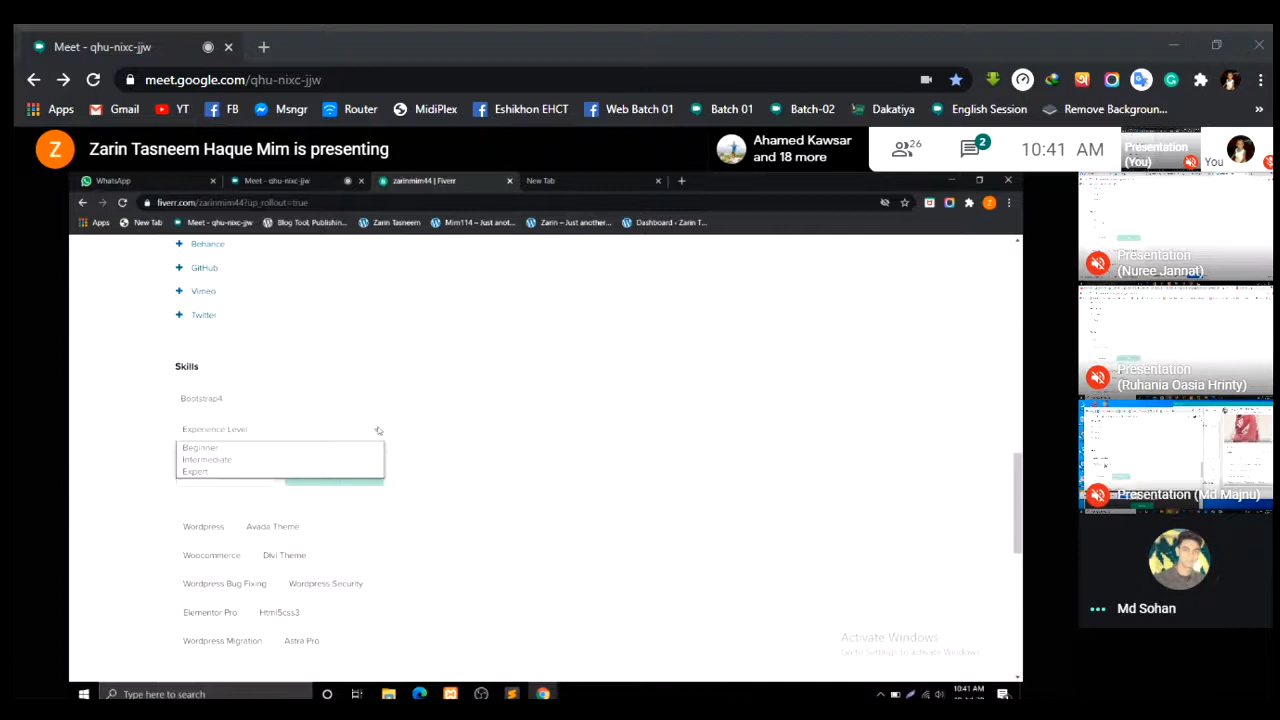 Meet - qhu-nixc-jjw
meet.google.com/qhu-nixc-jjw
Apps Gmail YT FB Msngr Router MidiPlex Eshikhon EHCT Web Batch 01 Batch 01 Batch-02 Dakatiya English Session Remove Backgroun... »
Z Zarin Tasneem Haque Mim is presenting
Ahamed Kawsar
and 18 more
26
2
10:41 AM
Presentation
(You)
You
WhatsApp Meet - qhu-nixc-jjw zarinmim44 | Fiverr New Tab
fiverr.com/zarinmim44?up_rollout=true
Apps New Tab Meet - qhu-nixc-jjw Blog Tool, Publishin... Zarin Tasneem Mim114 – Just anot... Zarin – Just another... Dashboard ‹ Zarin T...
Behance
GitHub
Vimeo
Twitter
Skills
Bootstrap4
Experience Level
Beginner
Intermediate
Expert
Wordpress Avada Theme
Woocommerce Divi Theme
Wordpress Bug Fixing Wordpress Security
Elementor Pro Html5css3
Wordpress Migration Astra Pro
Activate Windows
Go to Settings to activate Windows.
Type here to search
10:41 AM
Presentation
(Nuree Jannat)
Presentation
(Ruhania Oasia Hrinty)
Presentation (Md Majnu)
Md Sohan